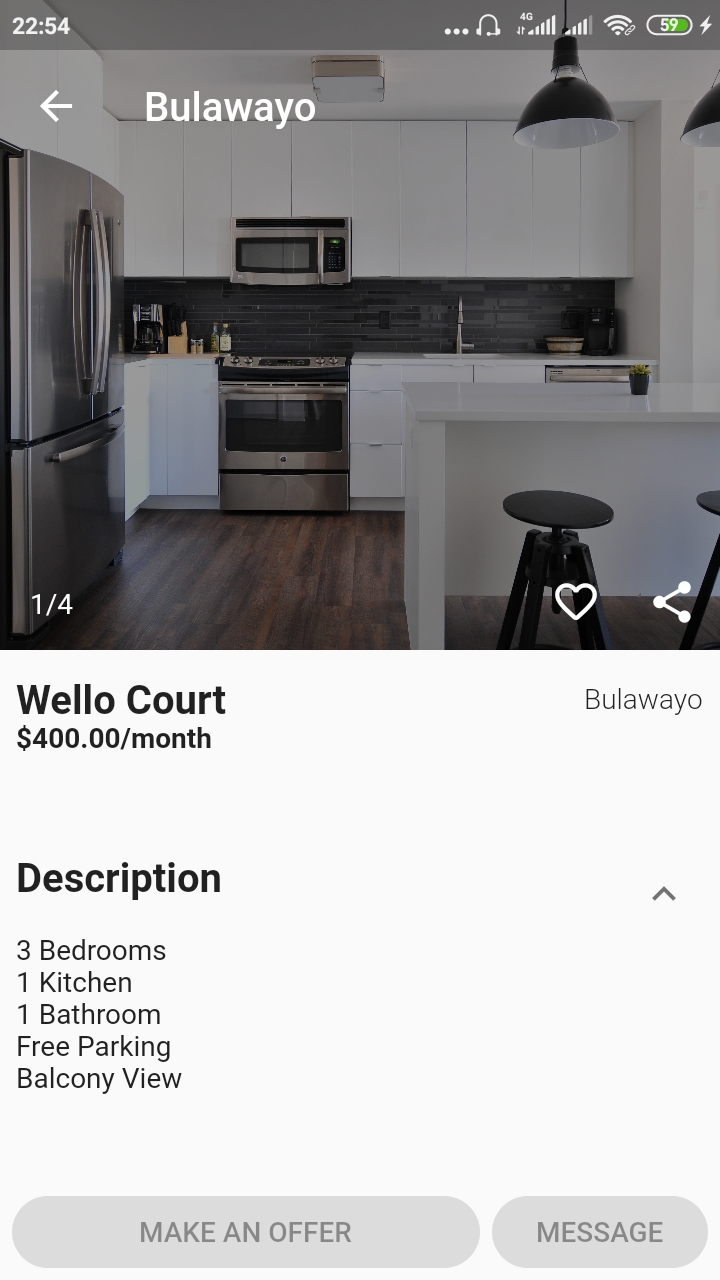 22:54
4G
59
Bulawayo
1/4
Wello Court
Bulawayo
$400.00/month
Description
3 Bedrooms
1 Kitchen
1 Bathroom
Free Parking
Balcony View
MAKE AN OFFER
MESSAGE